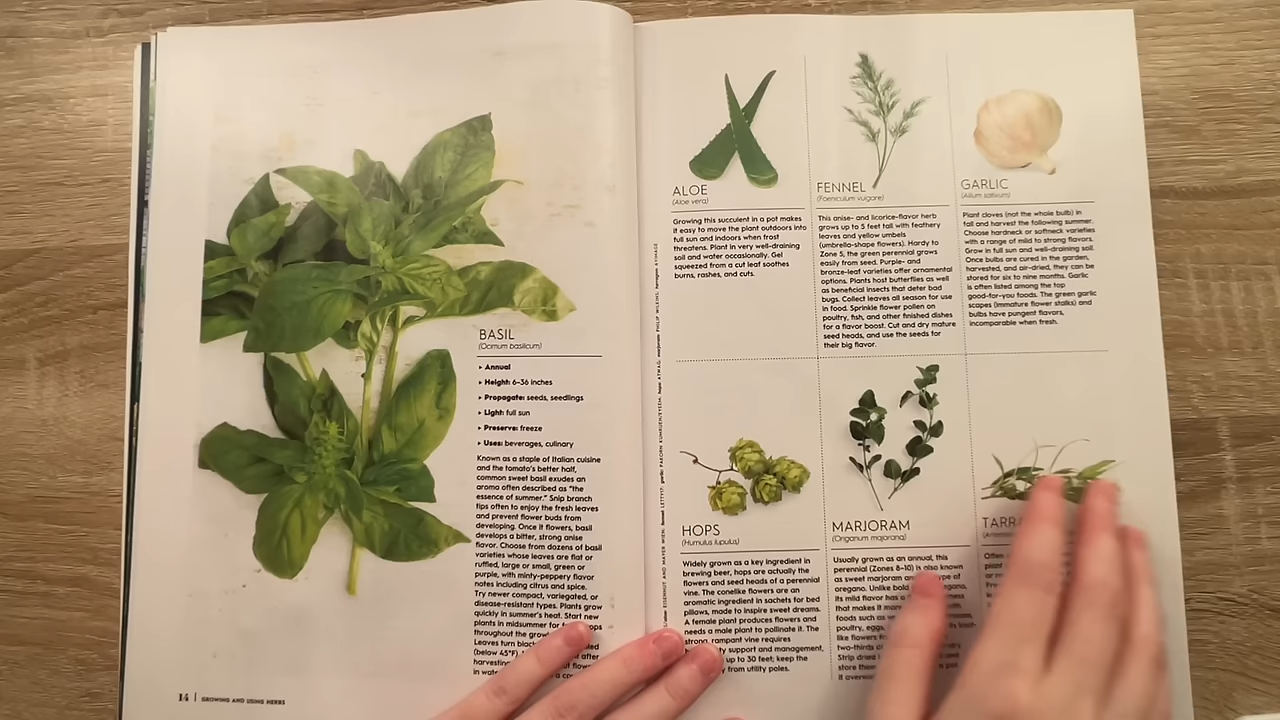 BASIL
(Ocimum basilicum)
▸ Annual
▸ Height: 6–36 inches
▸ Propagate: seeds, seedlings
▸ Light: full sun
▸ Preserve: freeze
▸ Uses: beverages, culinary
Known as a staple of Italian cuisine
and the tomato's better half,
common sweet basil exudes an
aroma often described as "the
essence of summer." Snip branch
tips often to enjoy the fresh leaves
and prevent flower buds from
developing. Once it flowers, basil
develops a bitter, strong anise
flavor. Choose from dozens of basil
varieties whose leaves are flat or
ruffled, large or small, green or
purple, with minty-peppery flavor
notes including citrus and spice.
Try newer compact, variegated, or
disease-resistant types. Plants grow
quickly in summer's heat. Start new
plants in midsummer for
throughout the
Leaves turn
(below 45°F).
after
in
14 | GROWING AND USING HERBS
ALOE
(Aloe vera)
Growing this succulent in a pot makes
it easy to move the plant outdoors into
full sun and indoors when frost
threatens. Plant in very well-draining
soil and water occasionally. Gel
squeezed from a cut leaf soothes
burns, rashes, and cuts.
FENNEL
(Foeniculum vulgare)
This anise- and licorice-flavor herb
grows up to 5 feet tall with feathery
leaves and yellow umbels
(umbrella-shape flowers). Hardy to
Zone 5, the green perennial grows
easily from seed. Purple- and
bronze-leaf varieties offer ornamental
options. Plants host butterflies as well
as beneficial insects that deter bad
bugs. Collect leaves all season for use
in food. Sprinkle flower pollen on
poultry, fish, and other finished dishes
for a flavor boost. Cut and dry mature
seed heads, and use the seeds for
their big flavor.
GARLIC
(Allium sativum)
Plant cloves (not the whole bulb) in
fall and harvest the following summer.
Choose hardneck or softneck varieties
with a range of mild to strong flavors.
Grow in full sun and well-draining soil.
Once bulbs are cured in the garden,
harvested, and air-dried, they can be
stored for six to nine months. Garlic
is often listed among the top
good-for-you foods. The green garlic
scapes (immature flower stalks) and
bulbs have pungent flavors,
incomparable when fresh.
HOPS
(Humulus lupulus)
Widely grown as a key ingredient in
brewing beer, hops are actually the
flowers and seed heads of a perennial
vine. The conelike flowers are an
aromatic ingredient in sachets for bed
pillows, made to inspire sweet dreams.
A female plant produces flowers and
needs a male plant to pollinate it. The
strong, rampant vine requires
support and management,
up to 30 feet; keep the
from utility poles.
MARJORAM
(Origanum majorana)
Usually grown as an annual, this
perennial (Zones 8–10) is also known
as sweet marjoram and type of
oregano. Unlike bold
its mild flavor has a
that makes it
foods such as
poultry, eggs,
like flowers
two-thirds
Strip dried
store
Often